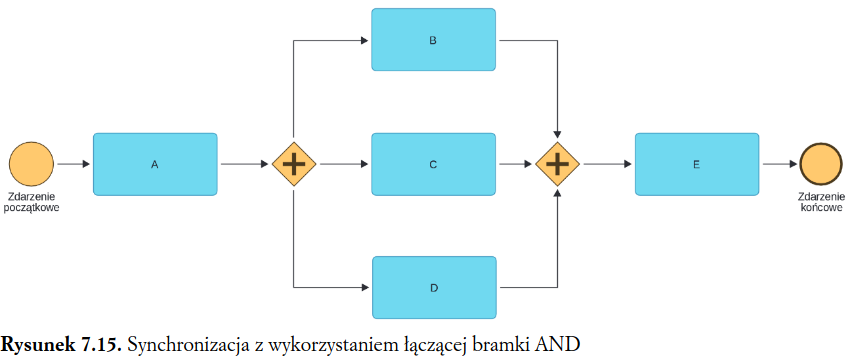 B
A
C
E
Zdarzenie
początkowe
Zdarzenie
końcowe
D
Rysunek 7.15. Synchronizacja z wykorzystaniem łączącej bramki AND